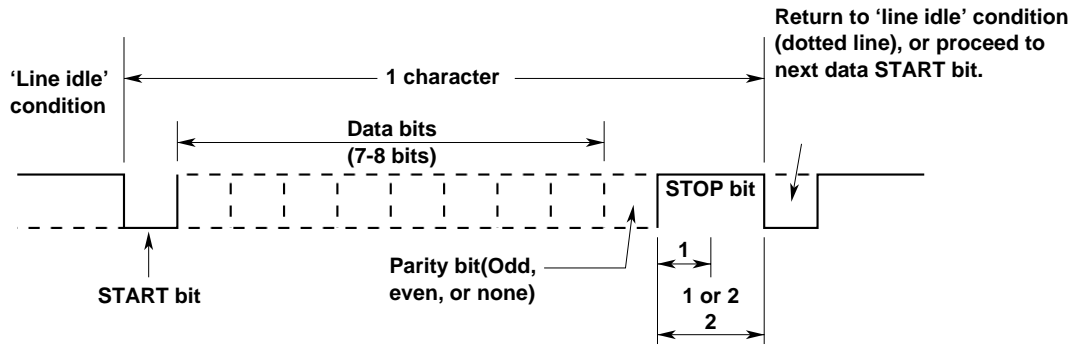 Return to ‘line idle’ condition
(dotted line), or proceed to
next data START bit.
‘Line idle’
condition
1 character
Data bits
(7-8 bits)
STOP bit
START bit
Parity bit(Odd,
even, or none)
1
1 or 2
2